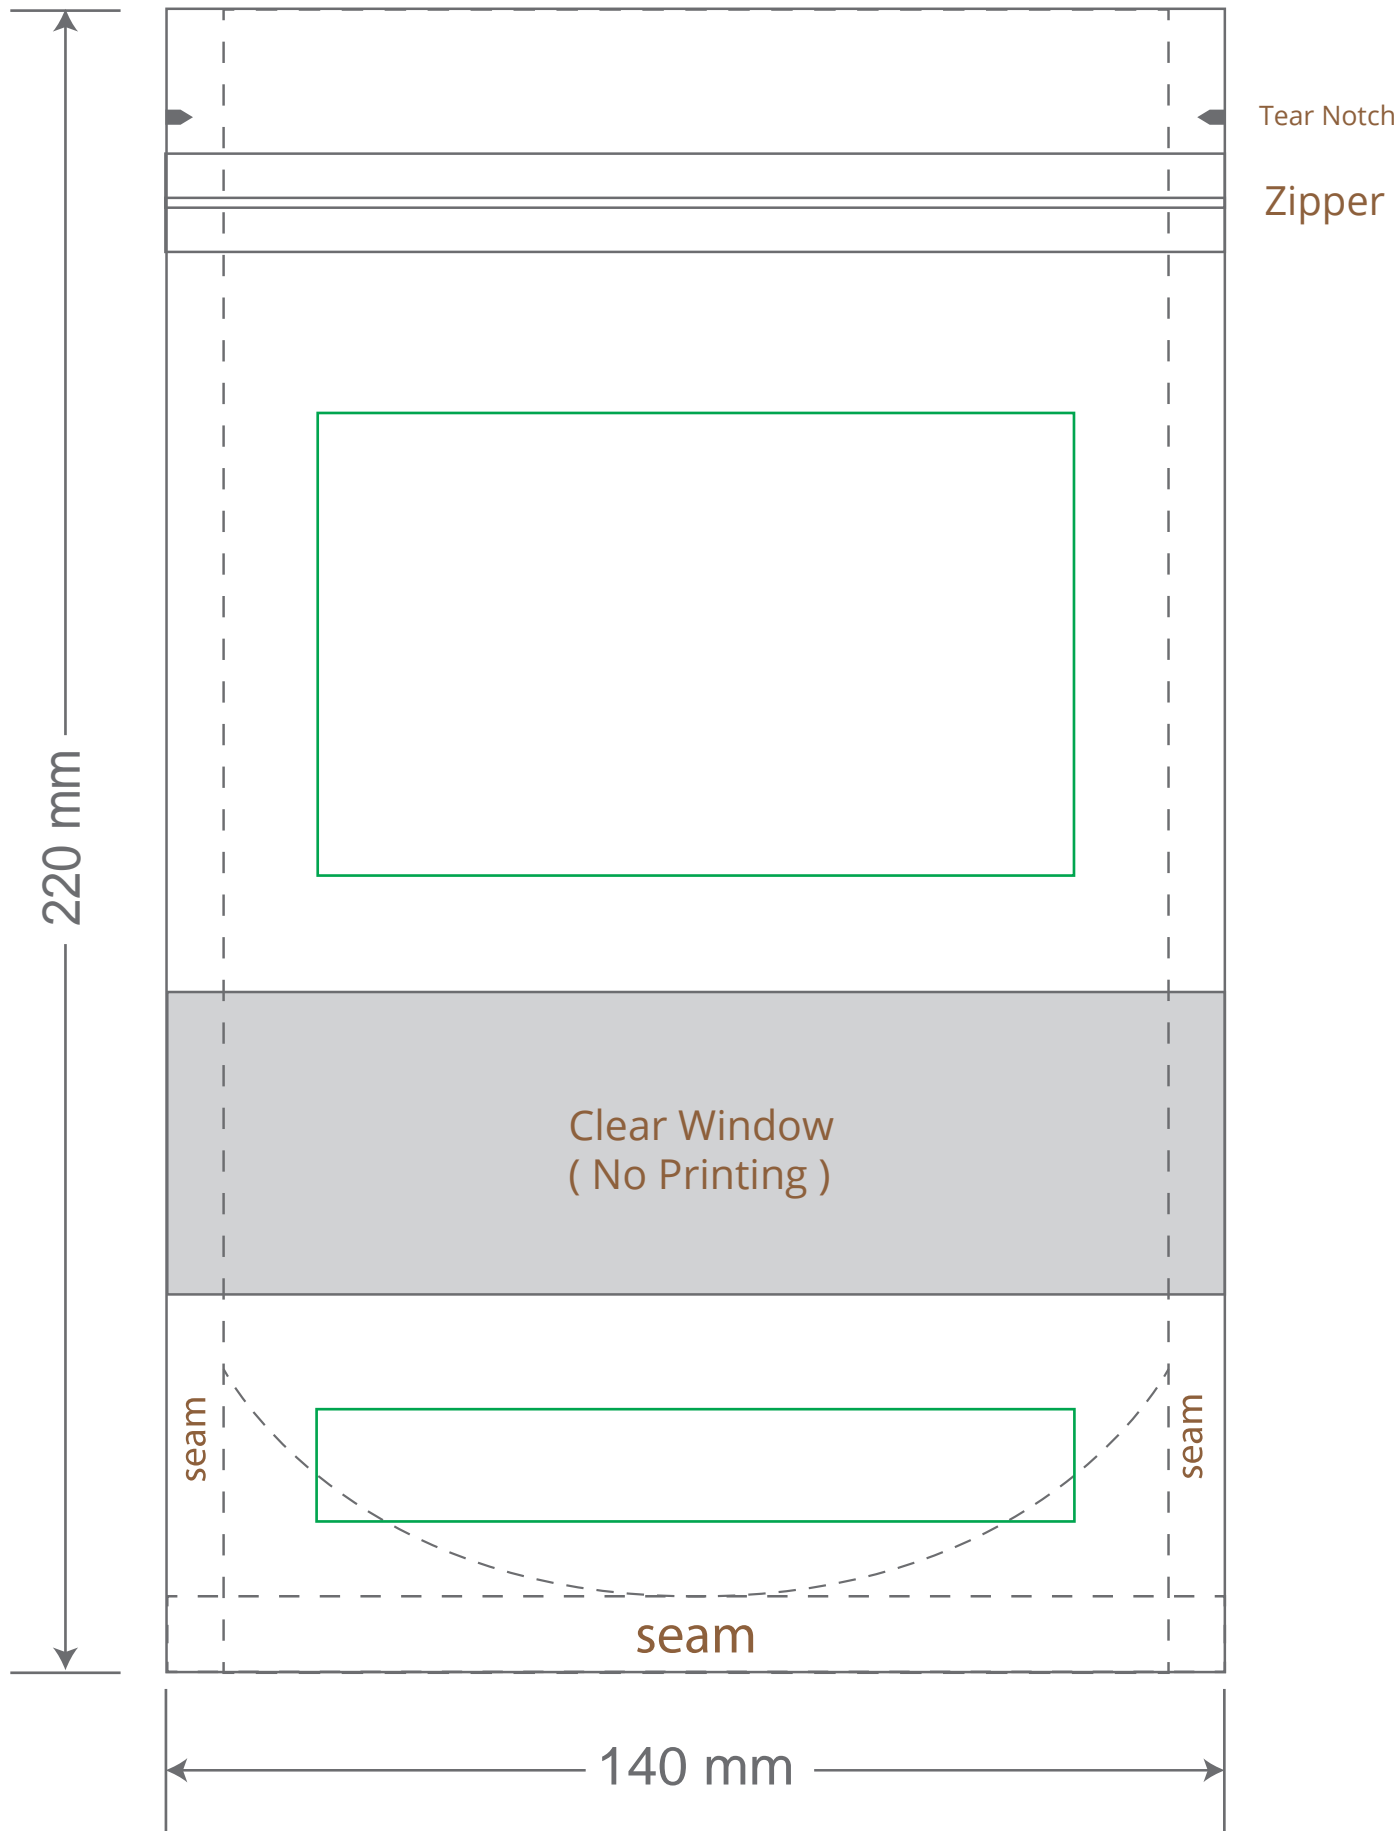 Tear Notch
Zipper
220 mm
Clear Window
( No Printing )
seam
seam
seam
140 mm